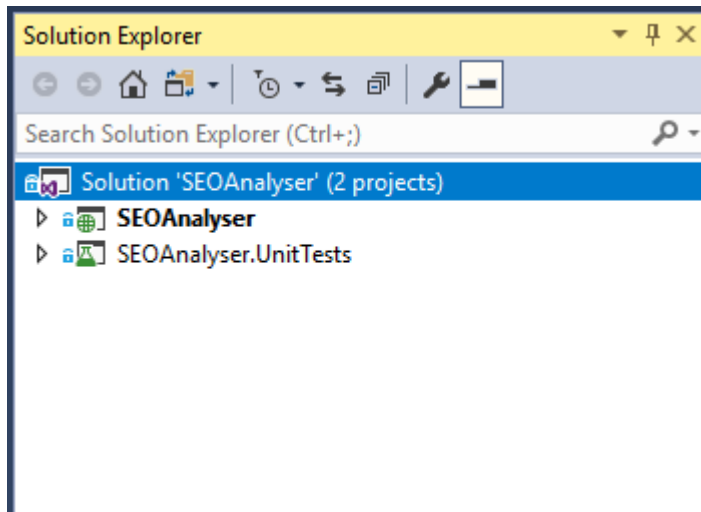 Solution Explorer
Search Solution Explorer (Ctrl+;)
Solution 'SEOAnalyser' (2 projects)
SEOAnalyser
SEOAnalyser.UnitTests